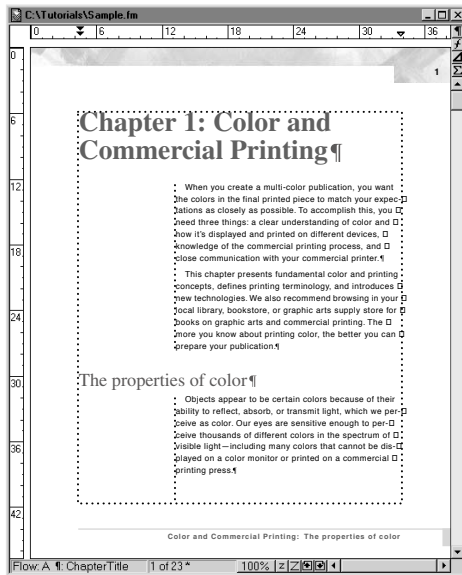 C:\Tutorials\Sample.fm
0 6 12 18 24 30 36
0
1
6
Chapter 1: Color and
Commercial Printing¶
12
When you create a multi-color publication, you want
the colors in the final printed piece to match your expec-
tations as closely as possible. To accomplish this, you
need three things: a clear understanding of color and
how it's displayed and printed on different devices,
18
knowledge of the commercial printing process, and
close communication with your commercial printer.¶
This chapter presents fundamental color and printing
concepts, defines printing terminology, and introduces
new technologies. We also recommend browsing in your
local library, bookstore, or graphic arts supply store for
24
books on graphic arts and commercial printing. The
more you know about printing color, the better you can
prepare your publication.¶
30
The properties of color¶
Objects appear to be certain colors because of their
ability to reflect, absorb, or transmit light, which we per-
ceive as color. Our eyes are sensitive enough to per-
ceive thousands of different colors in the spectrum of
36
visible light—including many colors that cannot be dis-
played on a color monitor or printed on a commercial
printing press.¶
42
Color and Commercial Printing: The properties of color
Flow: A ¶: ChapterTitle 1 of 23 * 100% z Z